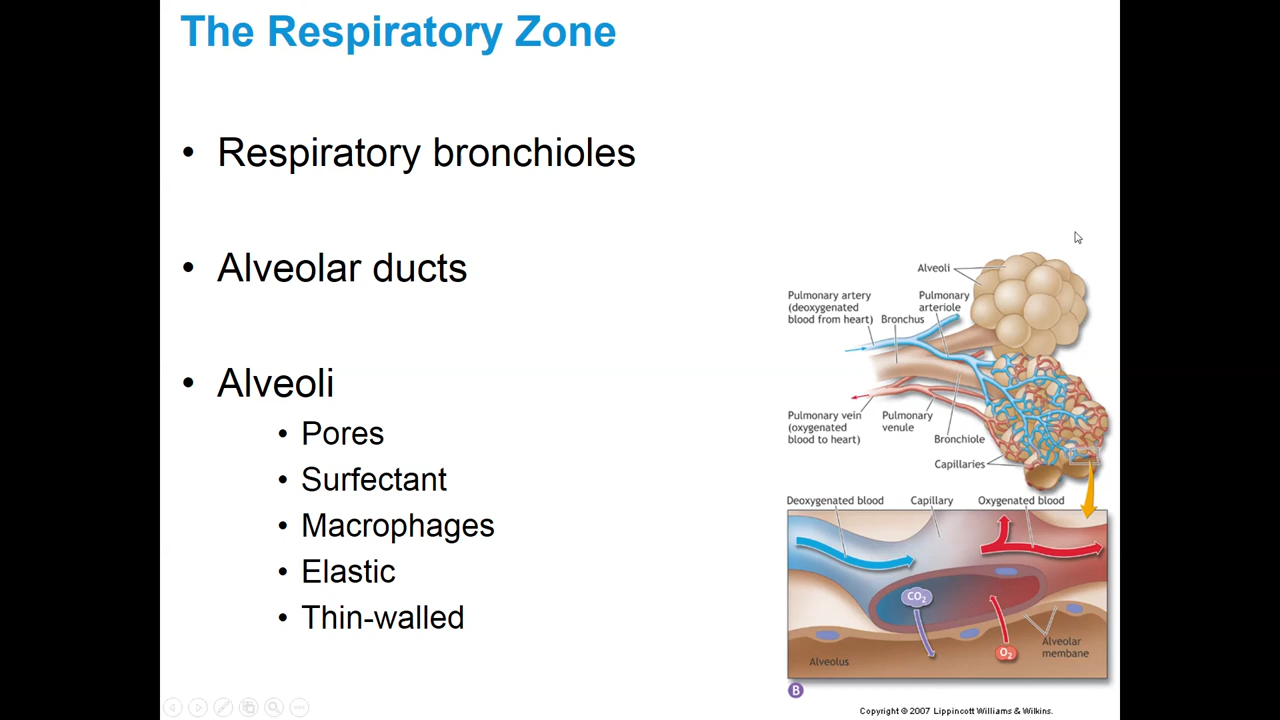 The Respiratory Zone
• Respiratory bronchioles
• Alveolar ducts
• Alveoli
• Pores
• Surfectant
• Macrophages
• Elastic
• Thin-walled
Alveoli
Pulmonary artery
(deoxygenated
blood from heart)
Bronchus
Pulmonary
arteriole
Pulmonary vein
(oxygenated
blood to heart)
Pulmonary
venule
Bronchiole
Capillaries
Deoxygenated blood
Capillary
Oxygenated blood
CO2
O2
Alveolar
membrane
Alveolus
B
Copyright © 2007 Lippincott Williams & Wilkins.